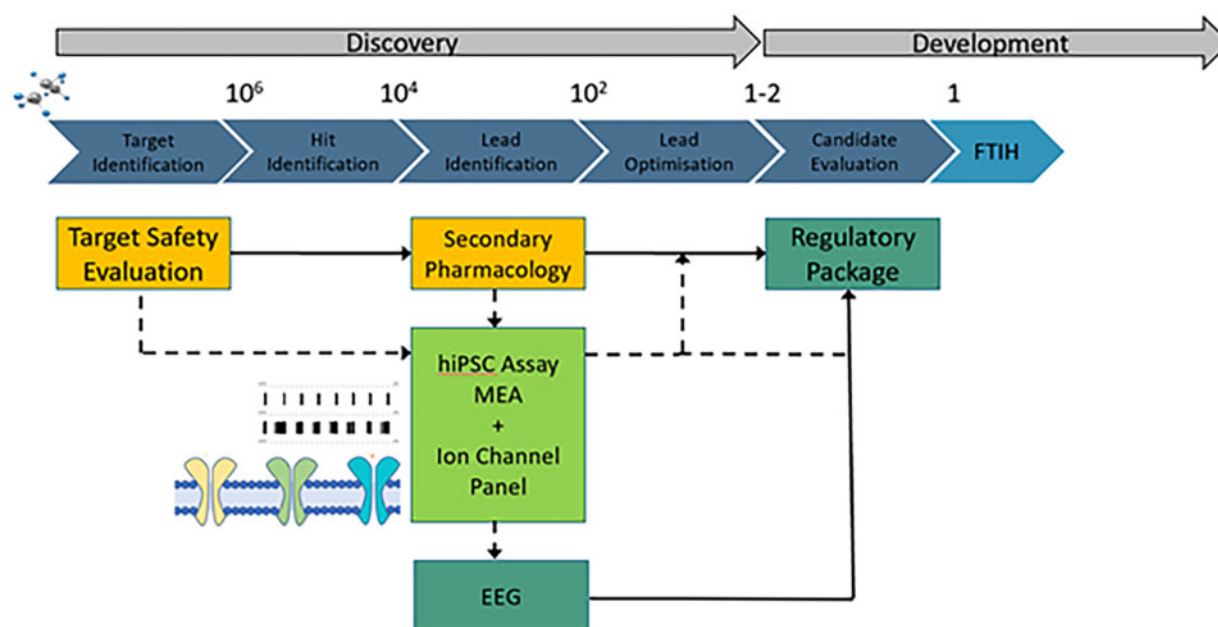 Discovery
Development
10⁶
10⁴
10²
1-2
1
Target
Identification
Hit
Identification
Lead
Identification
Lead
Optimisation
Candidate
Evaluation
FTIH
Target Safety
Evaluation
Secondary
Pharmacology
Regulatory
Package
hiPSC Assay
MEA
+
Ion Channel
Panel
EEG